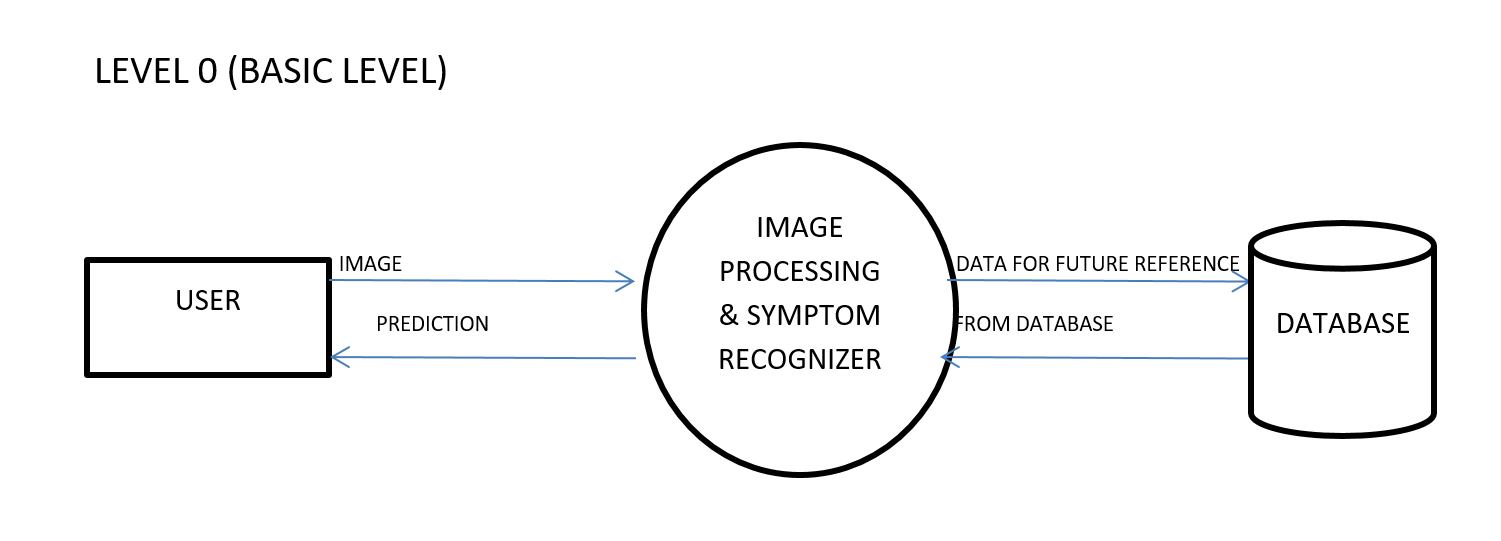 LEVEL 0 (BASIC LEVEL)
IMAGE
PREDICTION
USER
IMAGE
PROCESSING
& SYMPTOM
RECOGNIZER
DATA FOR FUTURE REFERENCE
FROM DATABASE
DATABASE